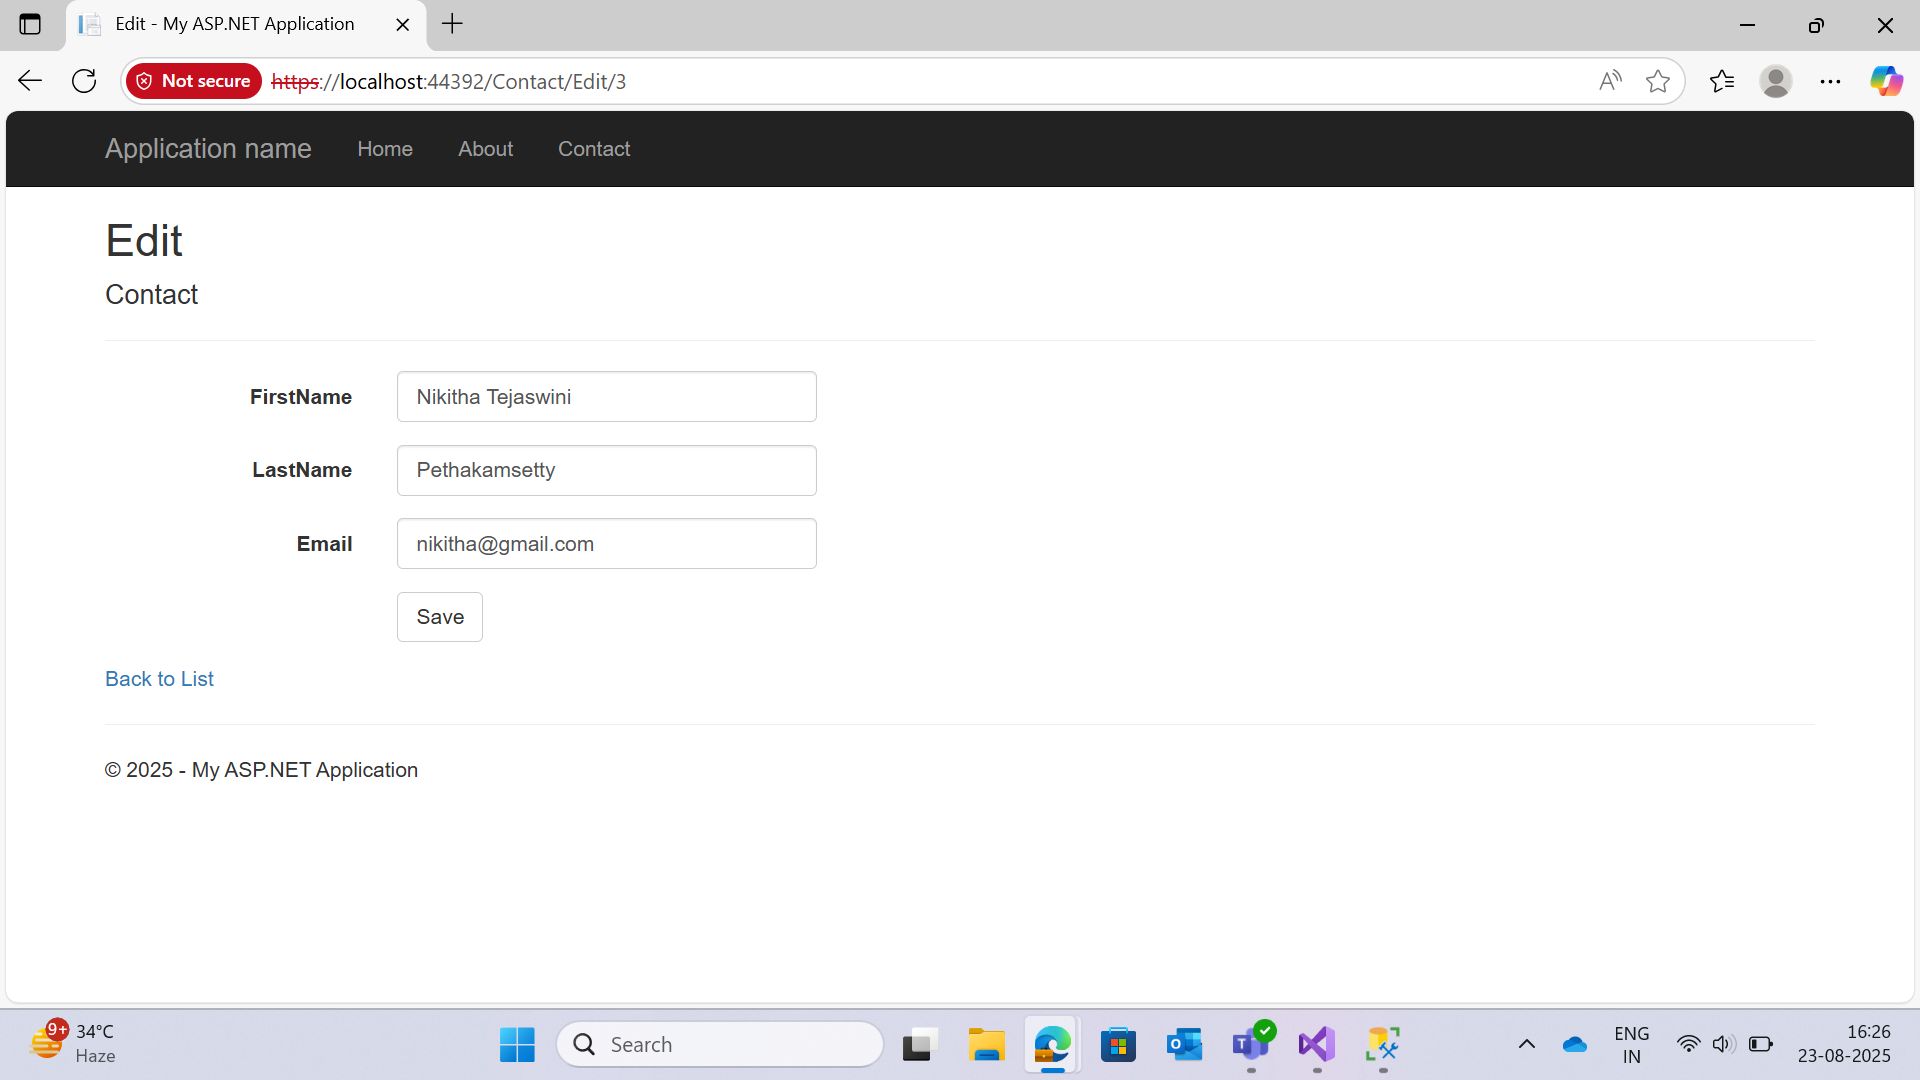 Edit - My ASP.NET Application
Not secure https://localhost:44392/Contact/Edit/3
Application name Home About Contact
Edit
Contact
FirstName Nikitha Tejaswini
LastName Pethakamsetty
Email nikitha@gmail.com
Save
Back to List
© 2025 - My ASP.NET Application
9+ 34°C
Haze
Search
ENG
IN
16:26
23-08-2025